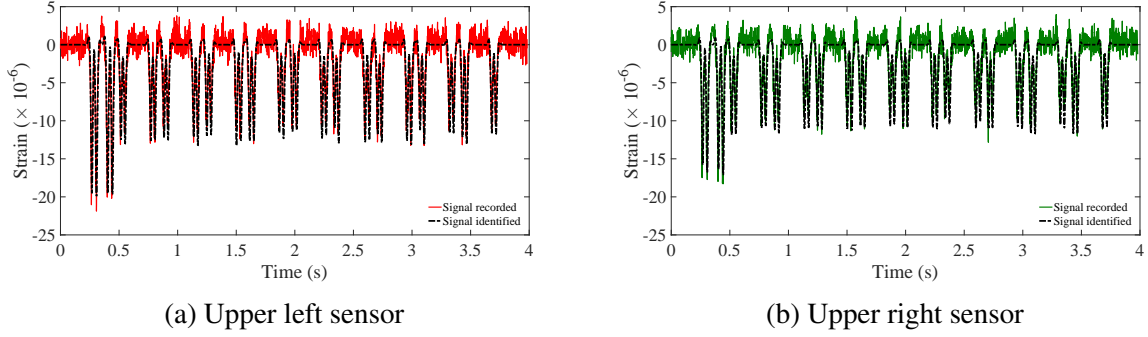 5
0
-5
-10
-15
-20
-25
Strain (× 10⁻⁶)
Signal recorded
Signal identified
0 0.5 1 1.5 2 2.5 3 3.5 4
Time (s)
(a) Upper left sensor
5
0
-5
-10
-15
-20
-25
Strain (× 10⁻⁶)
Signal recorded
Signal identified
0 0.5 1 1.5 2 2.5 3 3.5 4
Time (s)
(b) Upper right sensor